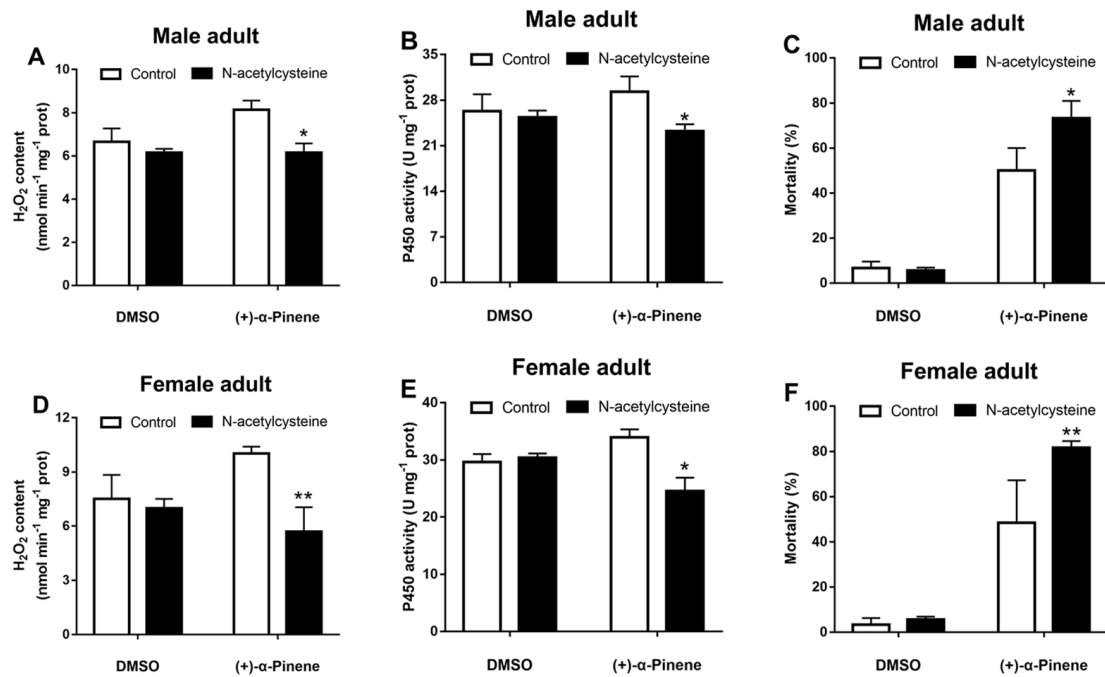 A
Male adult
Control N-acetylcysteine
H₂O₂ content
(nmol min⁻¹ mg⁻¹ prot)
10
8
6
4
2
0
*
DMSO (+)-α-Pinene
B
Male adult
Control N-acetylcysteine
P450 activity (U mg⁻¹ prot)
35
28
21
14
7
0
*
DMSO (+)-α-Pinene
C
Male adult
Control N-acetylcysteine
Mortality (%)
100
80
60
40
20
0
*
DMSO (+)-α-Pinene
D
Female adult
Control N-acetylcysteine
H₂O₂ content
(nmol min⁻¹ mg⁻¹ prot)
12
9
6
3
0
**
DMSO (+)-α-Pinene
E
Female adult
Control N-acetylcysteine
P450 activity (U mg⁻¹ prot)
40
30
20
10
0
*
DMSO (+)-α-Pinene
F
Female adult
Control N-acetylcysteine
Mortality (%)
100
80
60
40
20
0
**
DMSO (+)-α-Pinene